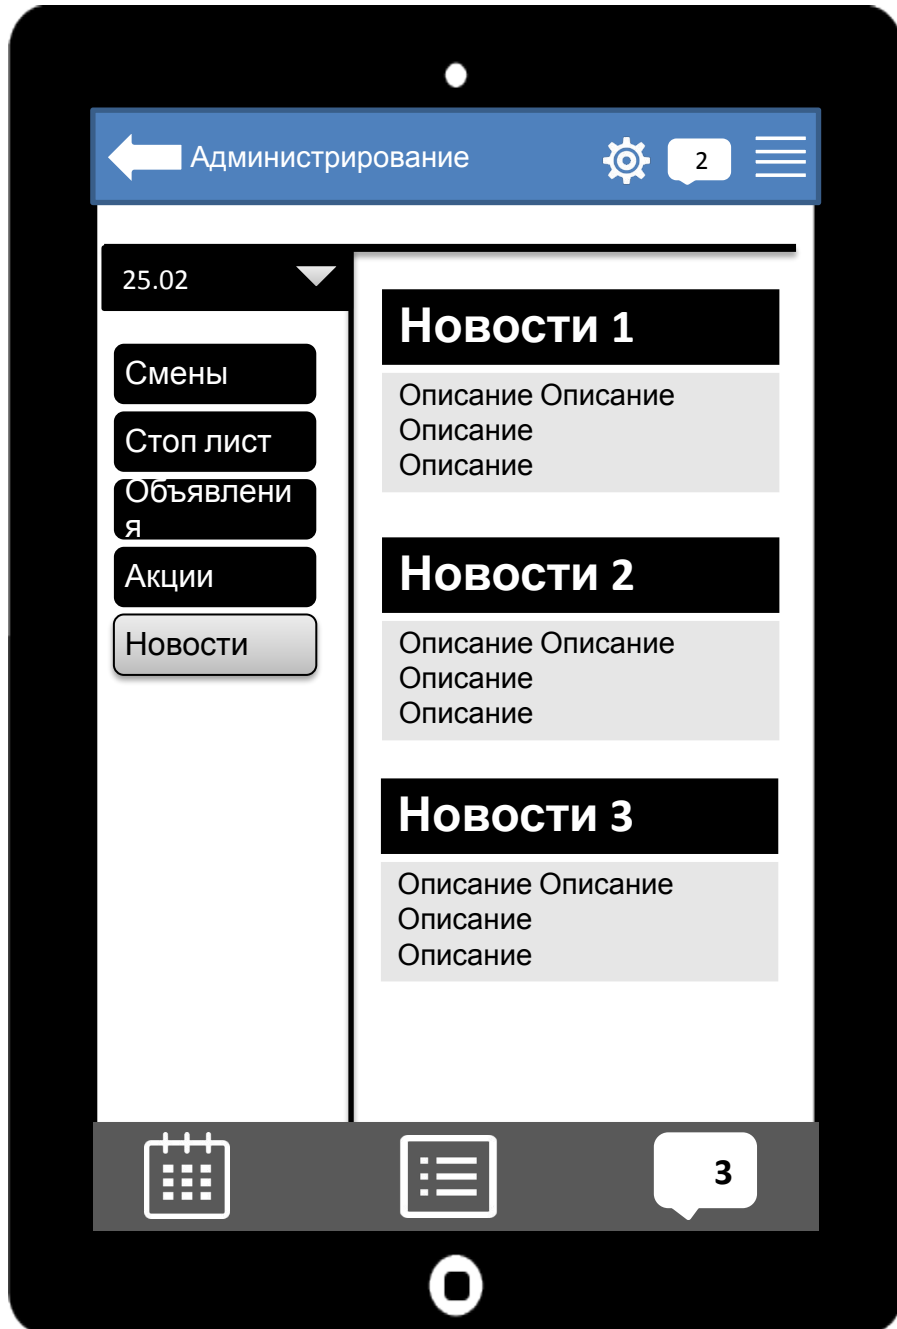 Администрирование
2
25.02
Смены
Стоп лист
Объявлени
я
Акции
Новости
Новости 1
Описание Описание
Описание
Описание
Новости 2
Описание Описание
Описание
Описание
Новости 3
Описание Описание
Описание
Описание
3